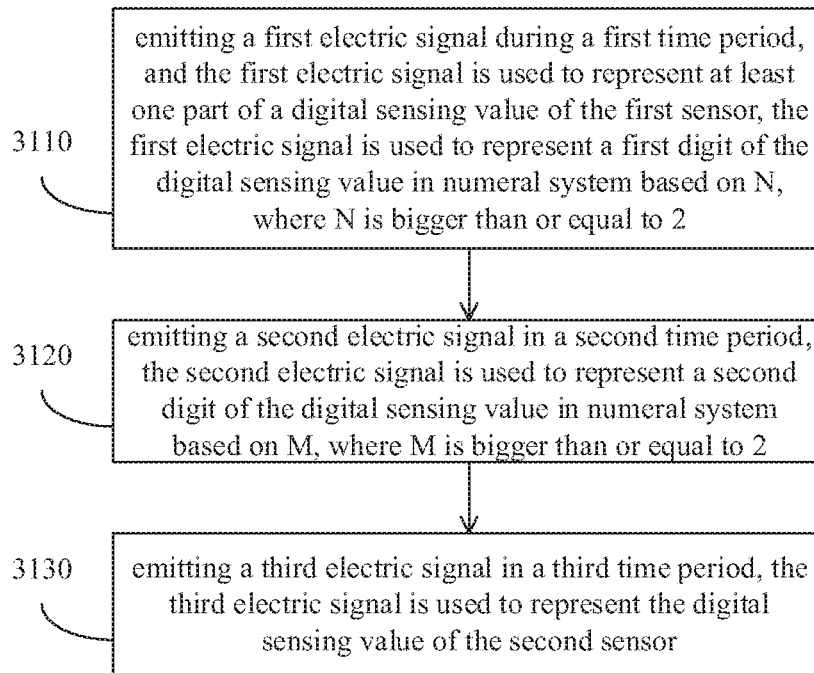 emitting a first electric signal during a first time period,
and the first electric signal is used to represent at least
one part of a digital sensing value of the first sensor, the
3110
first electric signal is used to represent a first digit of the
digital sensing value in numeral system based on N,
where N is bigger than or equal to 2
emitting a second electric signal in a second time period,
3120
the second electric signal is used to represent a second
digit of the digital sensing value in numeral system
based on M, where M is bigger than or equal to 2
3130
emitting a third electric signal in a third time period, the
third electric signal is used to represent the digital
sensing value of the second sensor